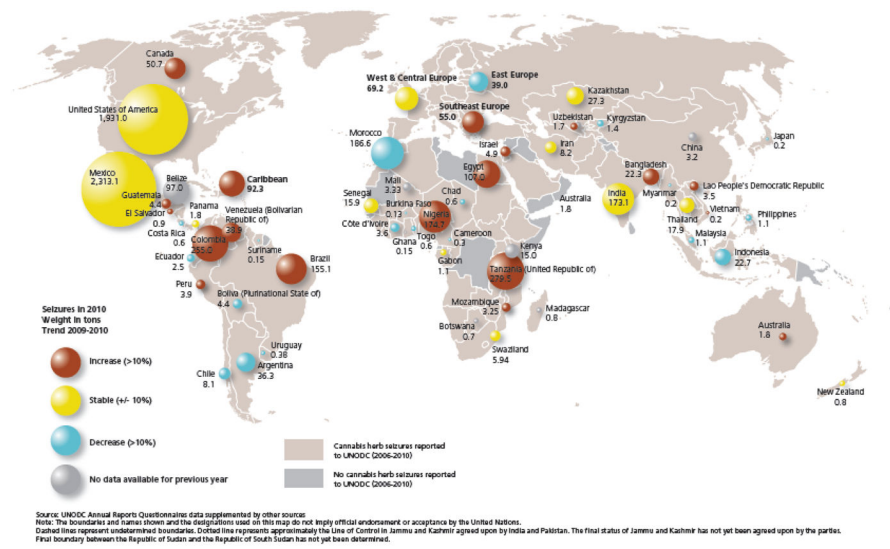 Canada
50.7
United States of America
1,931.0
Mexico
2,313.1
Belize
97.0
Guatemala
4.4
El Salvador
0.9
Costa Rica
0.6
Panama
1.8
Caribbean
92.3
Venezuela (Bolivarian
Republic of)
38.9
Colombia
255.0
Suriname
0.15
Ecuador
2.5
Peru
3.9
Brazil
155.1
Boliva (Plurinational State of)
4.4
Uruguay
0.38
Argentina
36.3
Chile
8.1
West & Central Europe
69.2
East Europe
39.0
Southeast Europe
55.0
Morocco
186.6
Israel
4.9
Egypt
107.0
Mali
3.33
Senegal
15.9
Burkina Faso
0.13
Chad
0.6
Nigeria
174.7
Côte d'Ivoire
3.6
Ghana
0.15
Togo
0.6
Cameroon
0.3
Gabon
1.1
Kenya
15.0
Tanzania (United Republic of)
279.5
Mozambique
3.25
Madagascar
0.8
Botswana
0.7
Swaziland
5.94
Australia
1.8
Kazakhstan
27.3
Uzbekistan
1.7
Kyrgyzstan
1.4
Iran
8.2
China
3.2
Japan
0.2
Bangladesh
22.3
India
173.1
Myanmar
0.2
Lao People's Democratic Republic
3.5
Vietnam
0.2
Thailand
17.9
Philippines
1.1
Malaysia
1.1
Indonesia
22.7
Australia
1.8
New Zealand
0.8
Seizures in 2010
Weight in tons
Trend 2009-2010
Increase (>10%)
Stable (+/- 10%)
Decrease (>10%)
No data available for previous year
Cannabis herb seizures reported
to UNODC (2006-2010)
No cannabis herb seizures reported
to UNODC (2006-2010)
Source: UNODC Annual Reports Questionnaires data supplemented by other sources
Note: The boundaries and names shown and the designations used on this map do not imply official endorsement or acceptance by the United Nations.
Dashed lines represent undetermined boundaries. Dotted line represents approximately the Line of Control in Jammu and Kashmir agreed upon by India and Pakistan. The final status of Jammu and Kashmir has not yet been agreed upon by the parties.
Final boundary between the Republic of Sudan and the Republic of South Sudan has not yet been determined.